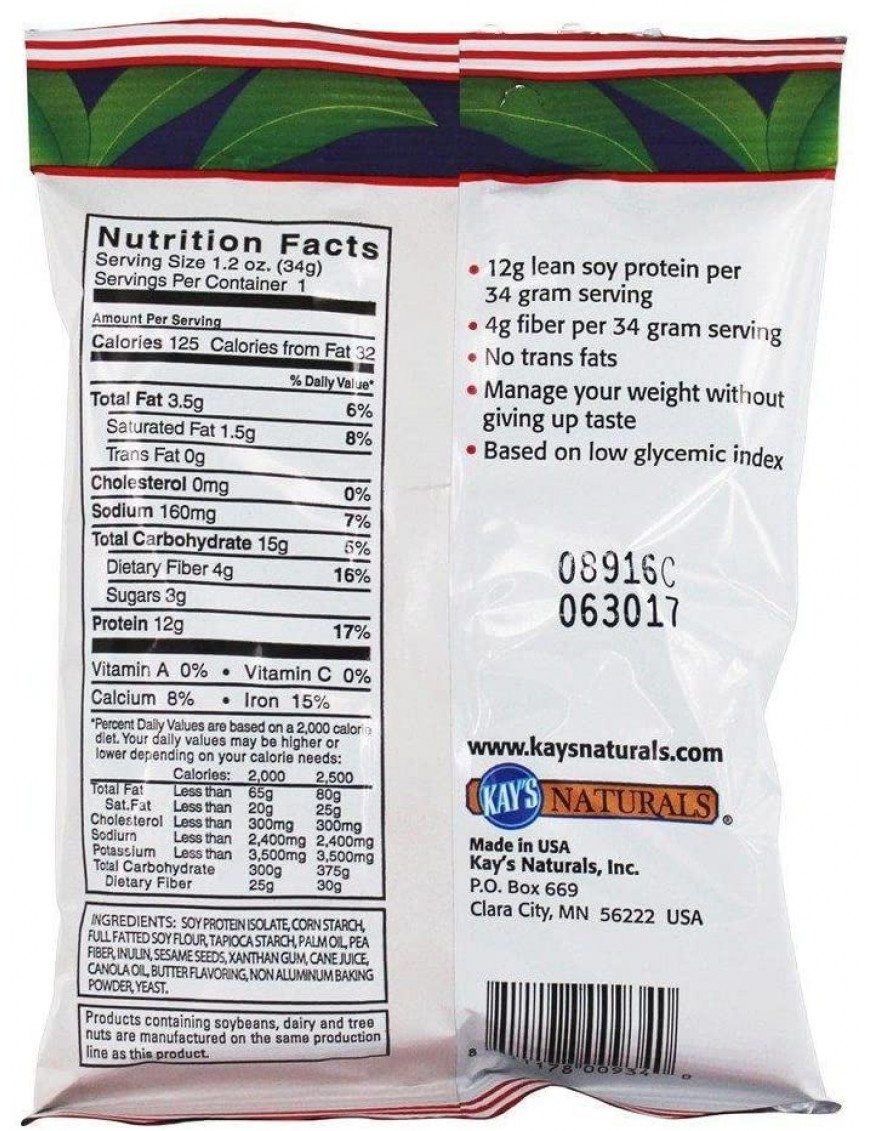 Nutrition Facts
Serving Size 1.2 oz. (34g)
Servings Per Container 1
Amount Per Serving
Calories 125 Calories from Fat 32
% Daily Value*
Total Fat 3.5g 6%
Saturated Fat 1.5g 8%
Trans Fat 0g
Cholesterol 0mg 0%
Sodium 160mg 7%
Total Carbohydrate 15g 5%
Dietary Fiber 4g 16%
Sugars 3g
Protein 12g 17%
Vitamin A 0% • Vitamin C 0%
Calcium 8% • Iron 15%
*Percent Daily Values are based on a 2,000 calorie
diet. Your daily values may be higher or
lower depending on your calorie needs:
Calories: 2,000 2,500
Total Fat Less than 65g 80g
Sat.Fat Less than 20g 25g
Cholesterol Less than 300mg 300mg
Sodium Less than 2,400mg 2,400mg
Potassium Less than 3,500mg 3,500mg
Total Carbohydrate 300g 375g
Dietary Fiber 25g 30g
INGREDIENTS: SOY PROTEIN ISOLATE, CORN STARCH,
FULL FATTED SOY FLOUR, TAPIOCA STARCH, PALM OIL, PEA
FIBER, INULIN, SESAME SEEDS, XANTHAN GUM, CANE JUICE,
CANOLA OIL, BUTTER FLAVORING, NON ALUMINUM BAKING
POWDER, YEAST.
Products containing soybeans, dairy and tree
nuts are manufactured on the same production
line as this product.
• 12g lean soy protein per
34 gram serving
• 4g fiber per 34 gram serving
• No trans fats
• Manage your weight without
giving up taste
• Based on low glycemic index
08916C
063017
www.kaysnaturals.com
KAY'S NATURALS ®
Made in USA
Kay's Naturals, Inc.
P.O. Box 669
Clara City, MN 56222 USA